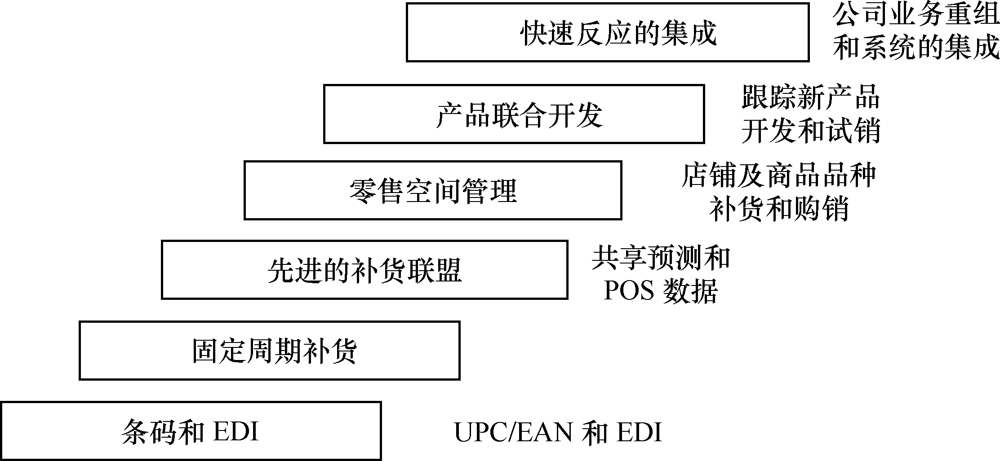 快速反应的集成
公司业务重组
和系统的集成
产品联合开发
跟踪新产品
开发和试销
零售空间管理
店铺及商品品种
补货和购销
先进的补货联盟
共享预测和
POS 数据
固定周期补货
条码和 EDI
UPC/EAN 和 EDI